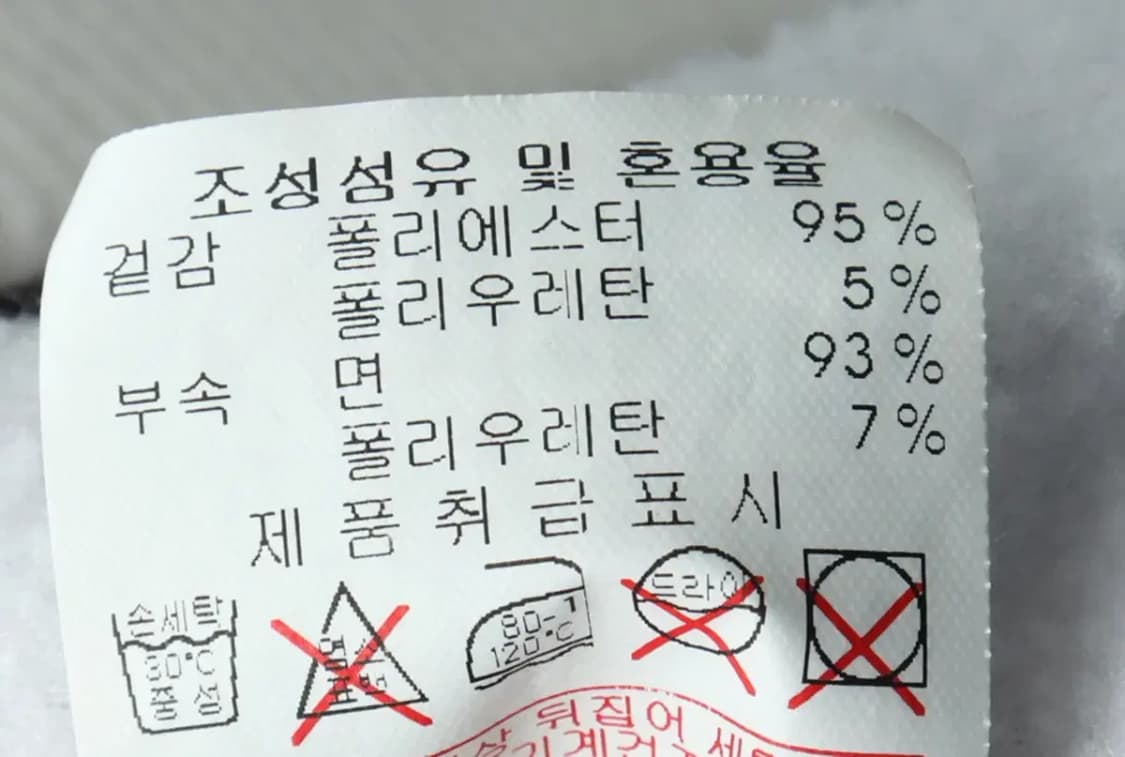 조성섬유 및 혼용율
겉감 폴리에스터 95%
폴리우레탄 5%
부속 면 93%
폴리우레탄 7%
제품취급표시
손세탁
30°C
중성
80-
120°C
드라이
뒤집어